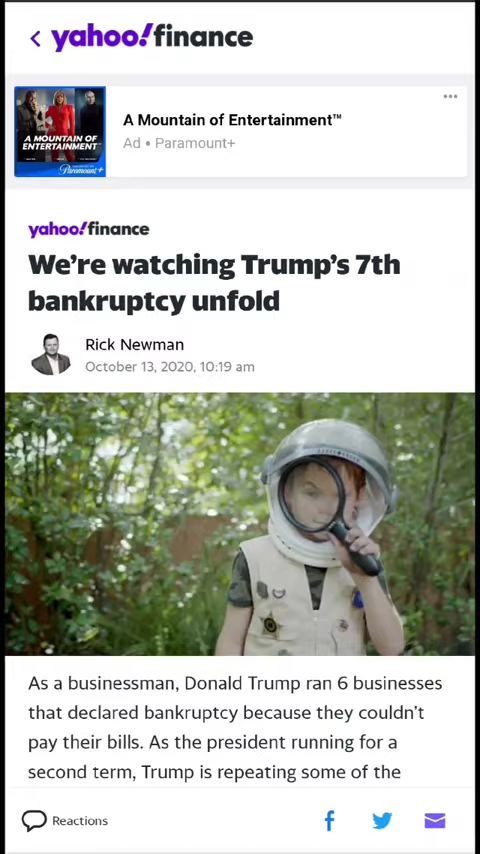 yahoo!finance
A Mountain of Entertainment™
Ad • Paramount+
A MOUNTAIN OF
ENTERTAINMENT
Paramount+
yahoo!finance
We're watching Trump's 7th
bankruptcy unfold
Rick Newman
October 13, 2020, 10:19 am
As a businessman, Donald Trump ran 6 businesses
that declared bankruptcy because they couldn't
pay their bills. As the president running for a
second term, Trump is repeating some of the
Reactions